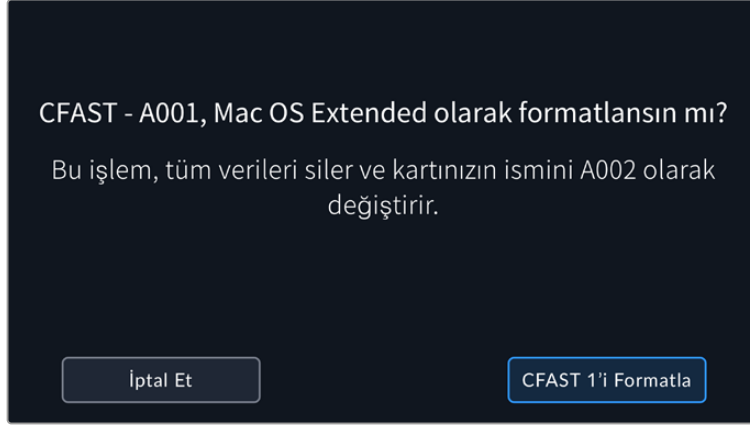 CFAST - A001, Mac OS Extended olarak formatlansın mı?
Bu işlem, tüm verileri siler ve kartınızın ismini A002 olarak
değiştirir.
İptal Et
CFAST 1’i Formatla